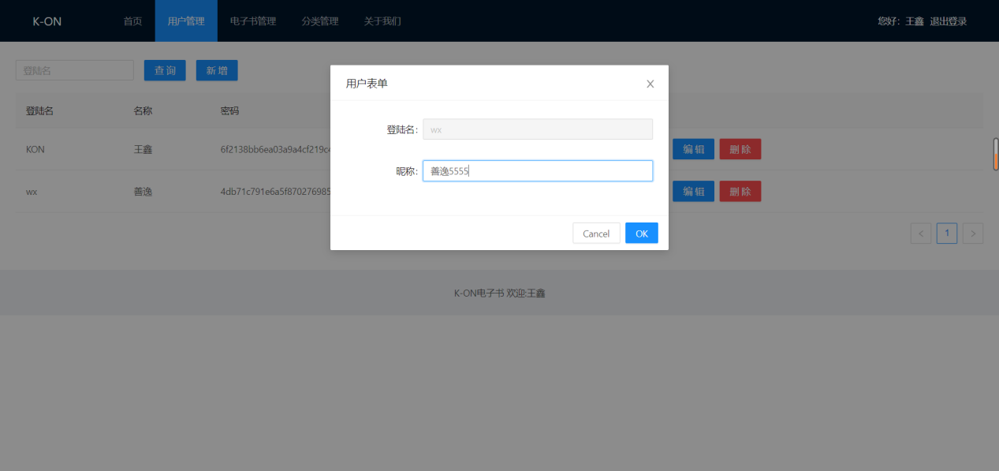 K-ON 首页 用户管理 电子书管理 分类管理 关于我们 您好：王鑫 退出登录
登陆名 查 询 新 增
用户表单
登陆名 名称 密码
登陆名： wx
KON 王鑫 6f2138bb6ea03a9a4cf219c4 编 辑 删 除
昵称： 善逸5555
wx 善逸 4db71c791e6a5f870276985 编 辑 删 除
Cancel OK
< 1 >
K-ON电子书 欢迎:王鑫